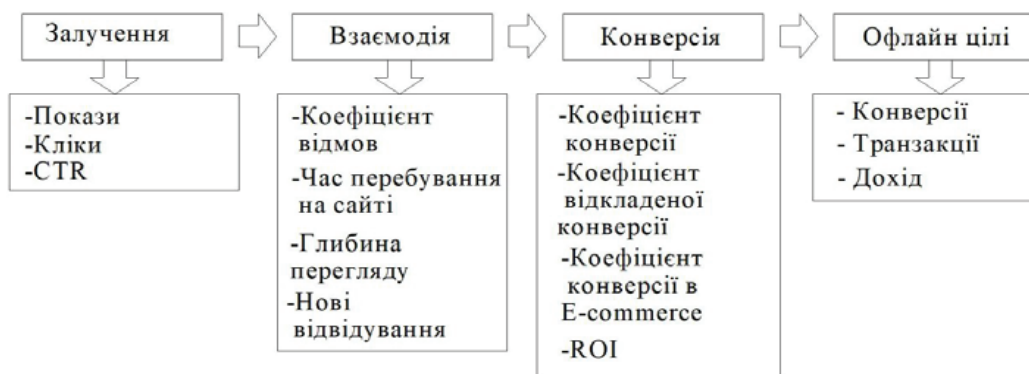 Залучення
Взаємодія
Конверсія
Офлайн цілі
-Покази
-Кліки
-CTR
-Коефіцієнт
відмов
-Час перебування
на сайті
-Глибина
перегляду
-Нові
відвідування
-Коефіцієнт
конверсії
-Коефіцієнт
відкладеної
конверсії
-Коефіцієнт
конверсії в
E-commerce
-ROI
- Конверсії
- Транзакції
- Дохід